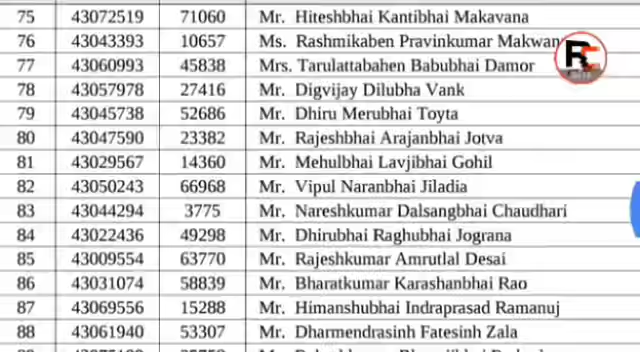 75 43072519 71060 Mr. Hiteshbhai Kantibhai Makavana
76 43043393 10657 Ms. Rashmikaben Pravinkumar
77 43060993 45838 Mrs. Tarulattabahen Babubhai Damor
78 43057978 27416 Mr. Digvijay Dilubha Vank
79 43045738 52686 Mr. Dhiru Merubhai Toyta
80 43047590 23382 Mr. Rajeshbhai Arajanbhai Jotva
81 43029567 14360 Mr. Mehulbhai Lavjibhai Gohil
82 43050243 66968 Mr. Vipul Naranbhai Jiladia
83 43044294 3775 Mr. Nareshkumar Dalsangbhai Chaudhari
84 43022436 49298 Mr. Dhirubhai Raghubhai Jograna
85 43009554 63770 Mr. Rajeshkumar Amrutlal Desai
86 43031074 58839 Mr. Bharatkumar Karashanbhai Rao
87 43069556 15288 Mr. Himanshubhai Indraprasad Ramanuj
88 43061940 53307 Mr. Dharmendrasinh Fatesinh Zala